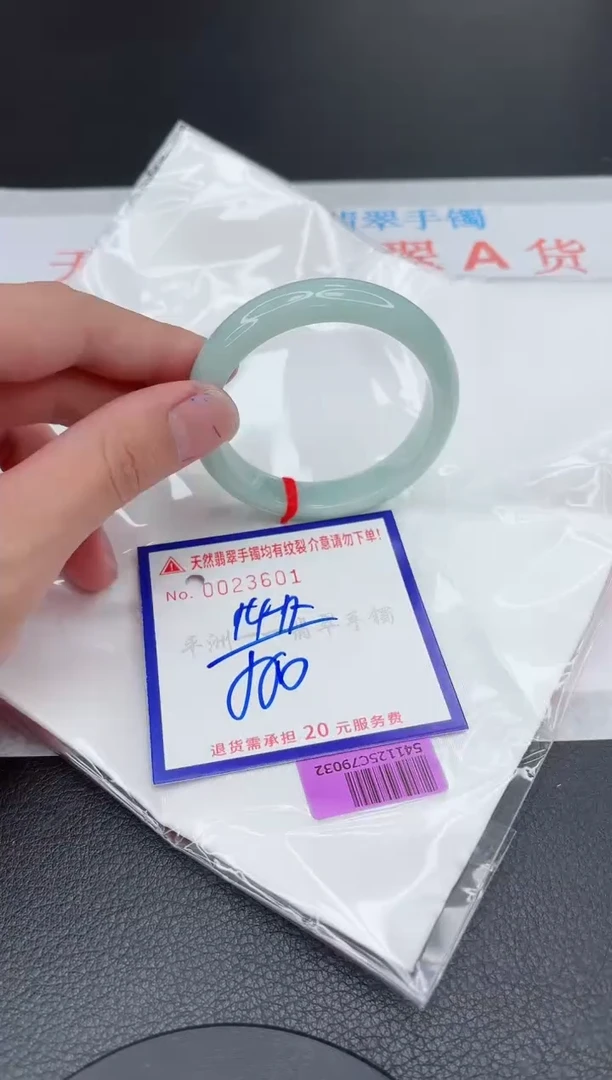 翡翠手镯
天 翠A货
天然翡翠手镯均有纹裂介意请勿下单!
No. 0023601
平洲 翡翠手镯
退货需承担 20 元服务费
541125C79032